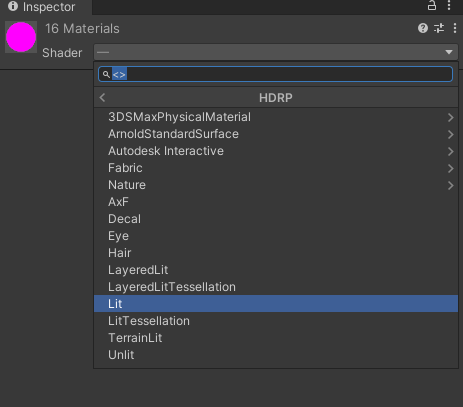 Inspector
16 Materials
Shader
—
<>
HDRP
3DSMaxPhysicalMaterial
ArnoldStandardSurface
Autodesk Interactive
Fabric
Nature
AxF
Decal
Eye
Hair
LayeredLit
LayeredLitTessellation
Lit
LitTessellation
TerrainLit
Unlit